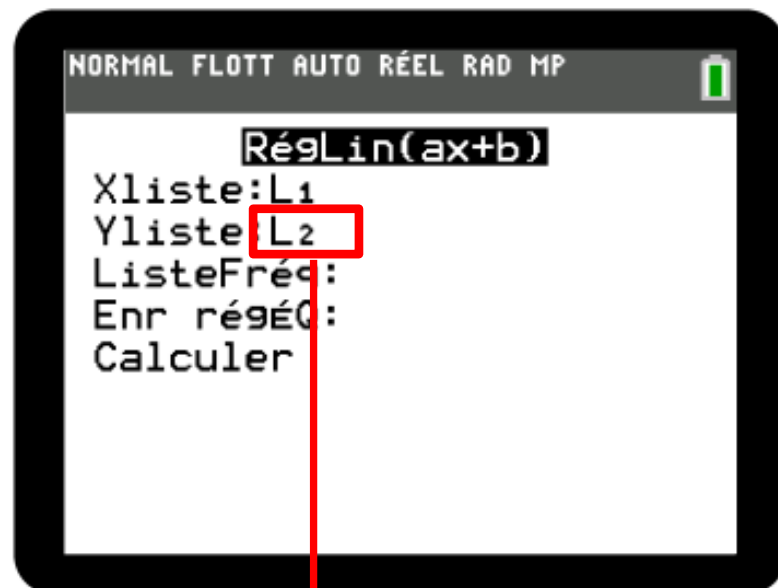 NORMAL FLOTT AUTO RÉEL RAD MP
RégLin(ax+b)
Xliste:L1
Yliste:L2
ListeFréq:
Enr régÉQ:
Calculer